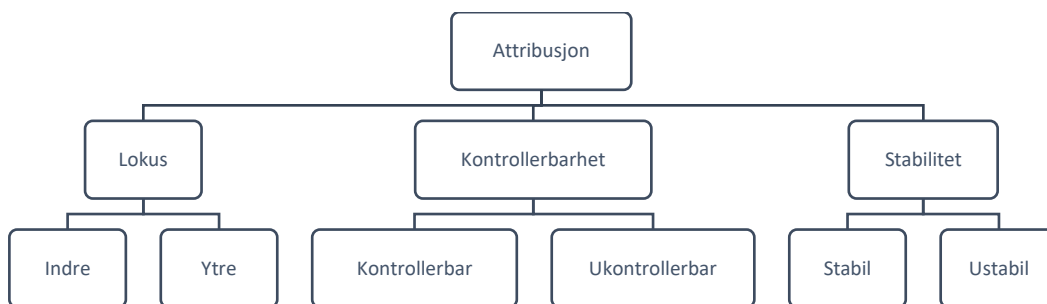 Attribusjon
Lokus
Kontrollerbarhet
Stabilitet
Indre
Ytre
Kontrollerbar
Ukontrollerbar
Stabil
Ustabil